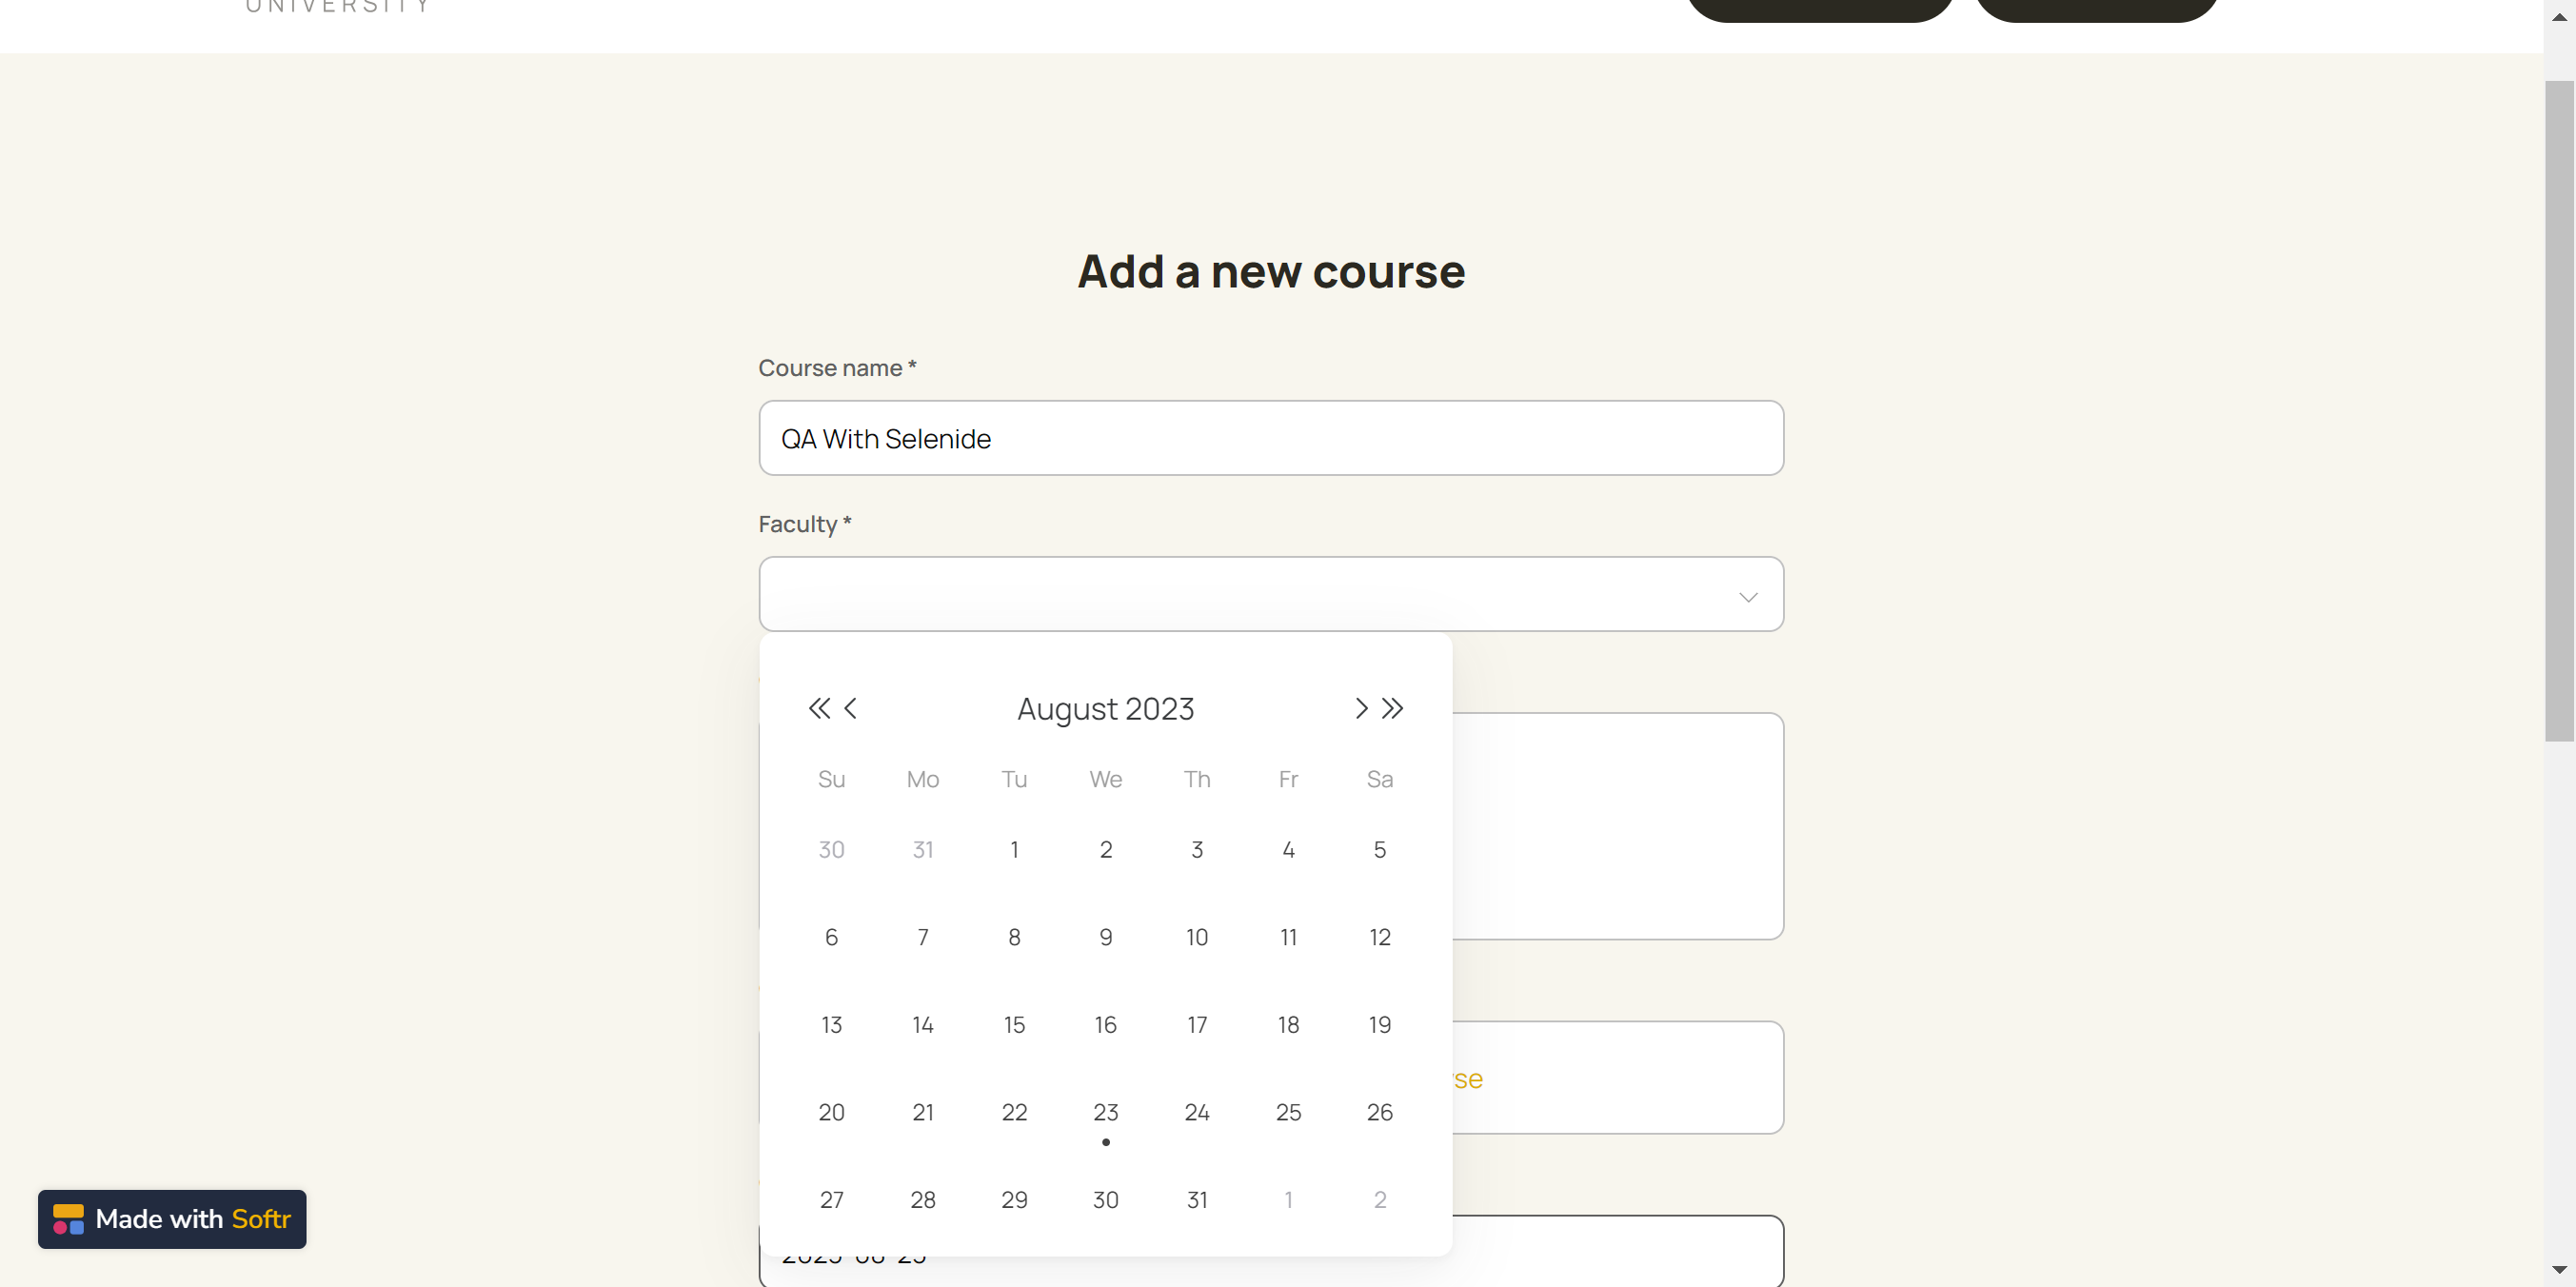 UNIVERSITY
Add a new course
Course name *
QA With Selenide
Faculty *
August 2023
Su Mo Tu We Th Fr Sa
30 31 1 2 3 4 5
6 7 8 9 10 11 12
13 14 15 16 17 18 19
20 21 22 23 24 25 26
27 28 29 30 31 1 2
Made with Softr